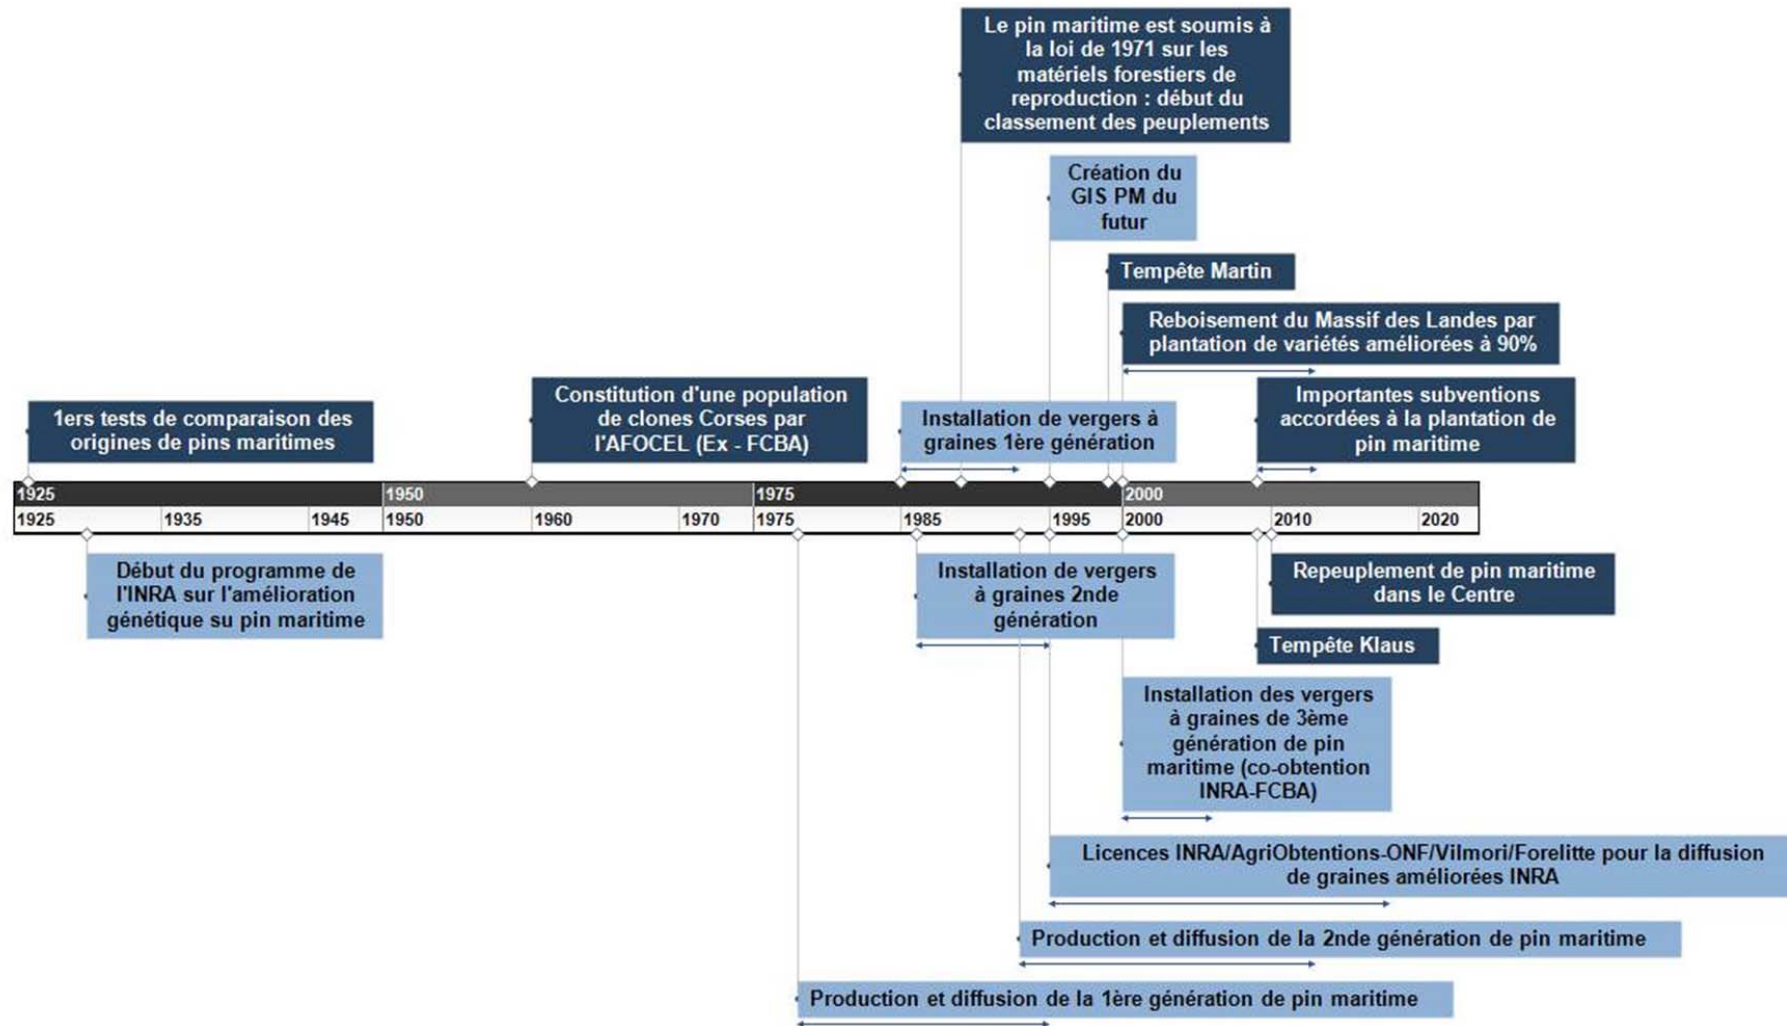 Le pin maritime est soumis à
la loi de 1971 sur les
matériels forestiers de
reproduction : début du
classement des peuplements
Création du
GIS PM du
futur
Tempête Martin
Reboisement du Massif des Landes par
plantation de variétés améliorées à 90%
1ers tests de comparaison des
origines de pins maritimes
Constitution d'une population
de clones Corses par
l'AFOCEL (Ex - FCBA)
Installation de vergers à
graines 1ère génération
Importantes subventions
accordées à la plantation de
pin maritime
1925 1950 1975 2000
1925 1935 1945 1950 1960 1970 1975 1985 1995 2000 2010 2020
Début du programme de
l'INRA sur l'amélioration
génétique su pin maritime
Installation de vergers
à graines 2nde
génération
Repeuplement de pin maritime
dans le Centre
Tempête Klaus
Installation des vergers
à graines de 3ème
génération de pin
maritime (co-obtention
INRA-FCBA)
Licences INRA/AgriObtentions-ONF/Vilmori/Forelitte pour la diffusion
de graines améliorées INRA
Production et diffusion de la 2nde génération de pin maritime
Production et diffusion de la 1ère génération de pin maritime